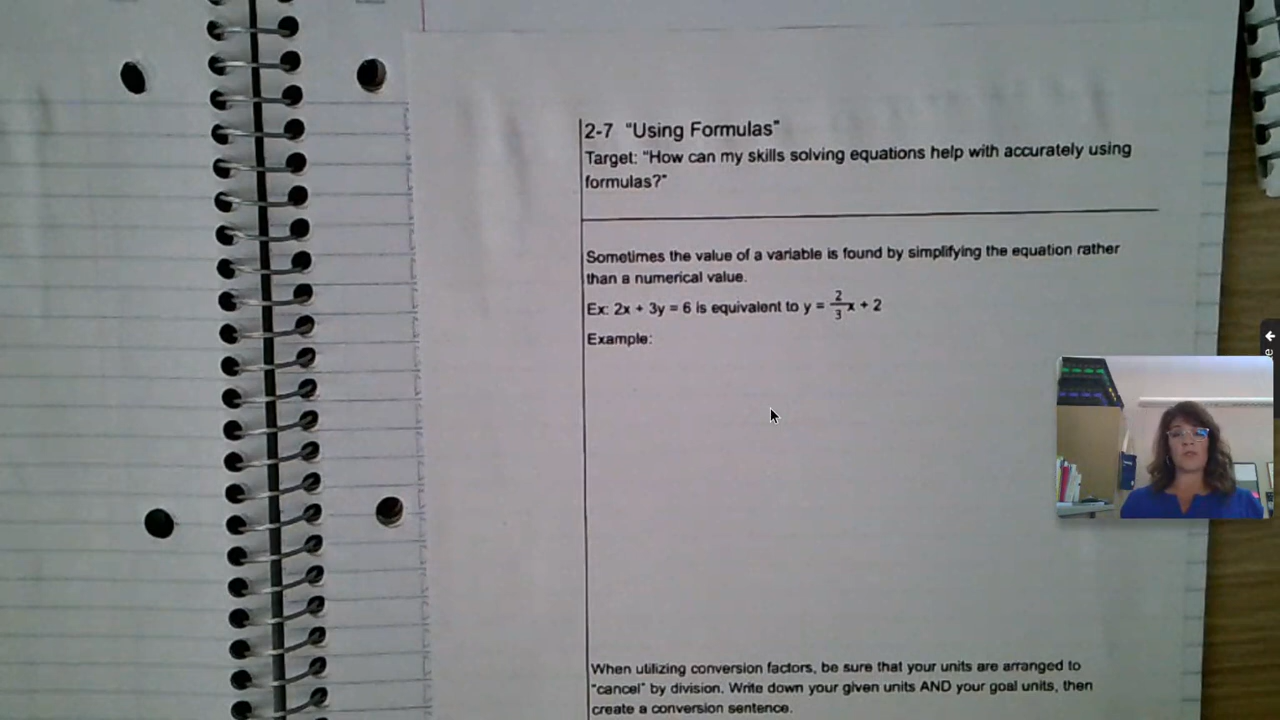 2-7 "Using Formulas"
Target: "How can my skills solving equations help with accurately using
formulas?"
Sometimes the value of a variable is found by simplifying the equation rather
than a numerical value.
Ex: 2x + 3y = 6 is equivalent to y = 2/3 x + 2
Example:
When utilizing conversion factors, be sure that your units are arranged to
"cancel" by division. Write down your given units AND your goal units, then
create a conversion sentence.